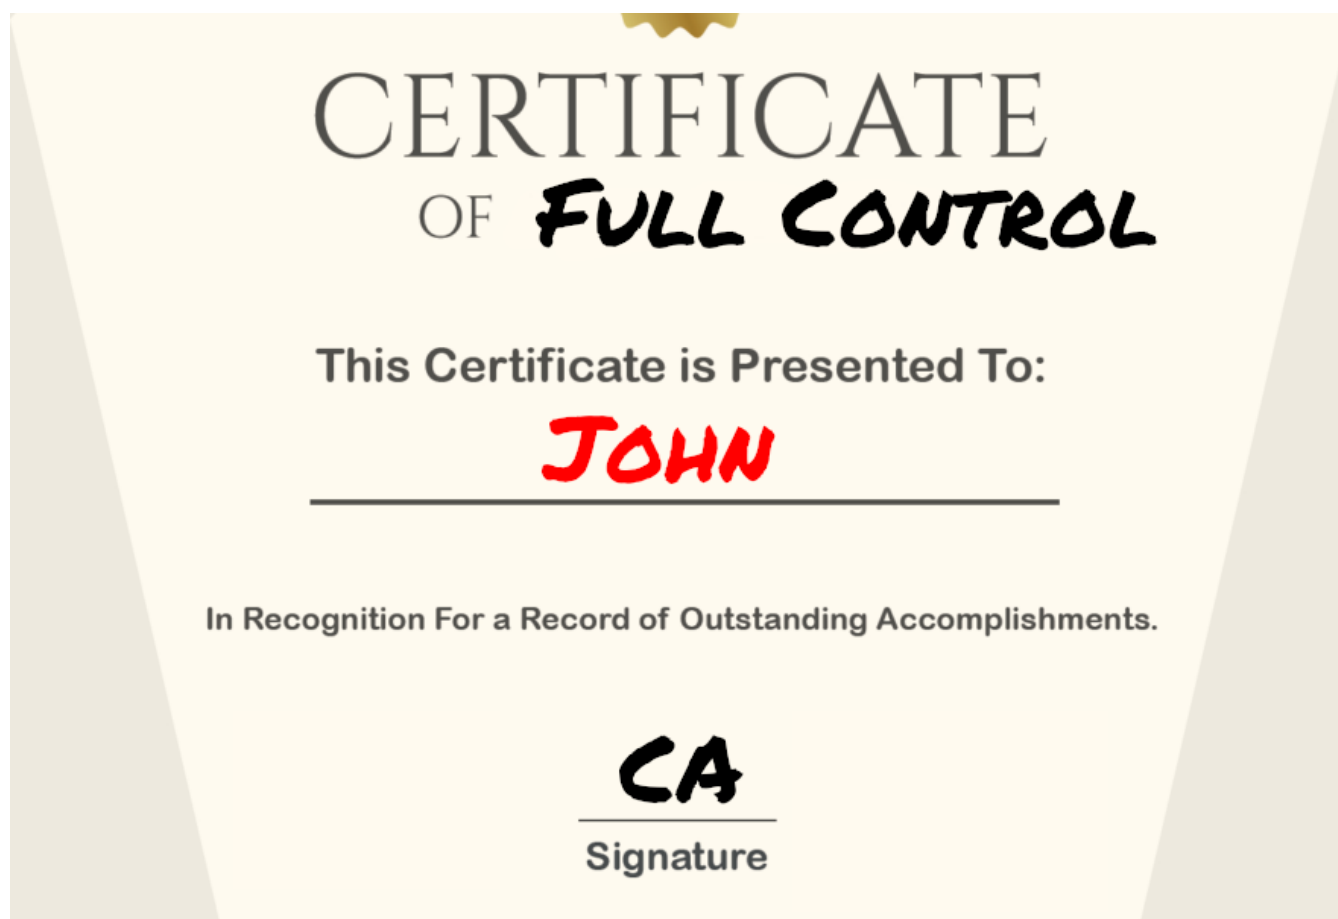 CERTIFICATE
OF FULL CONTROL
This Certificate is Presented To:
JOHN
In Recognition For a Record of Outstanding Accomplishments.
CA
Signature